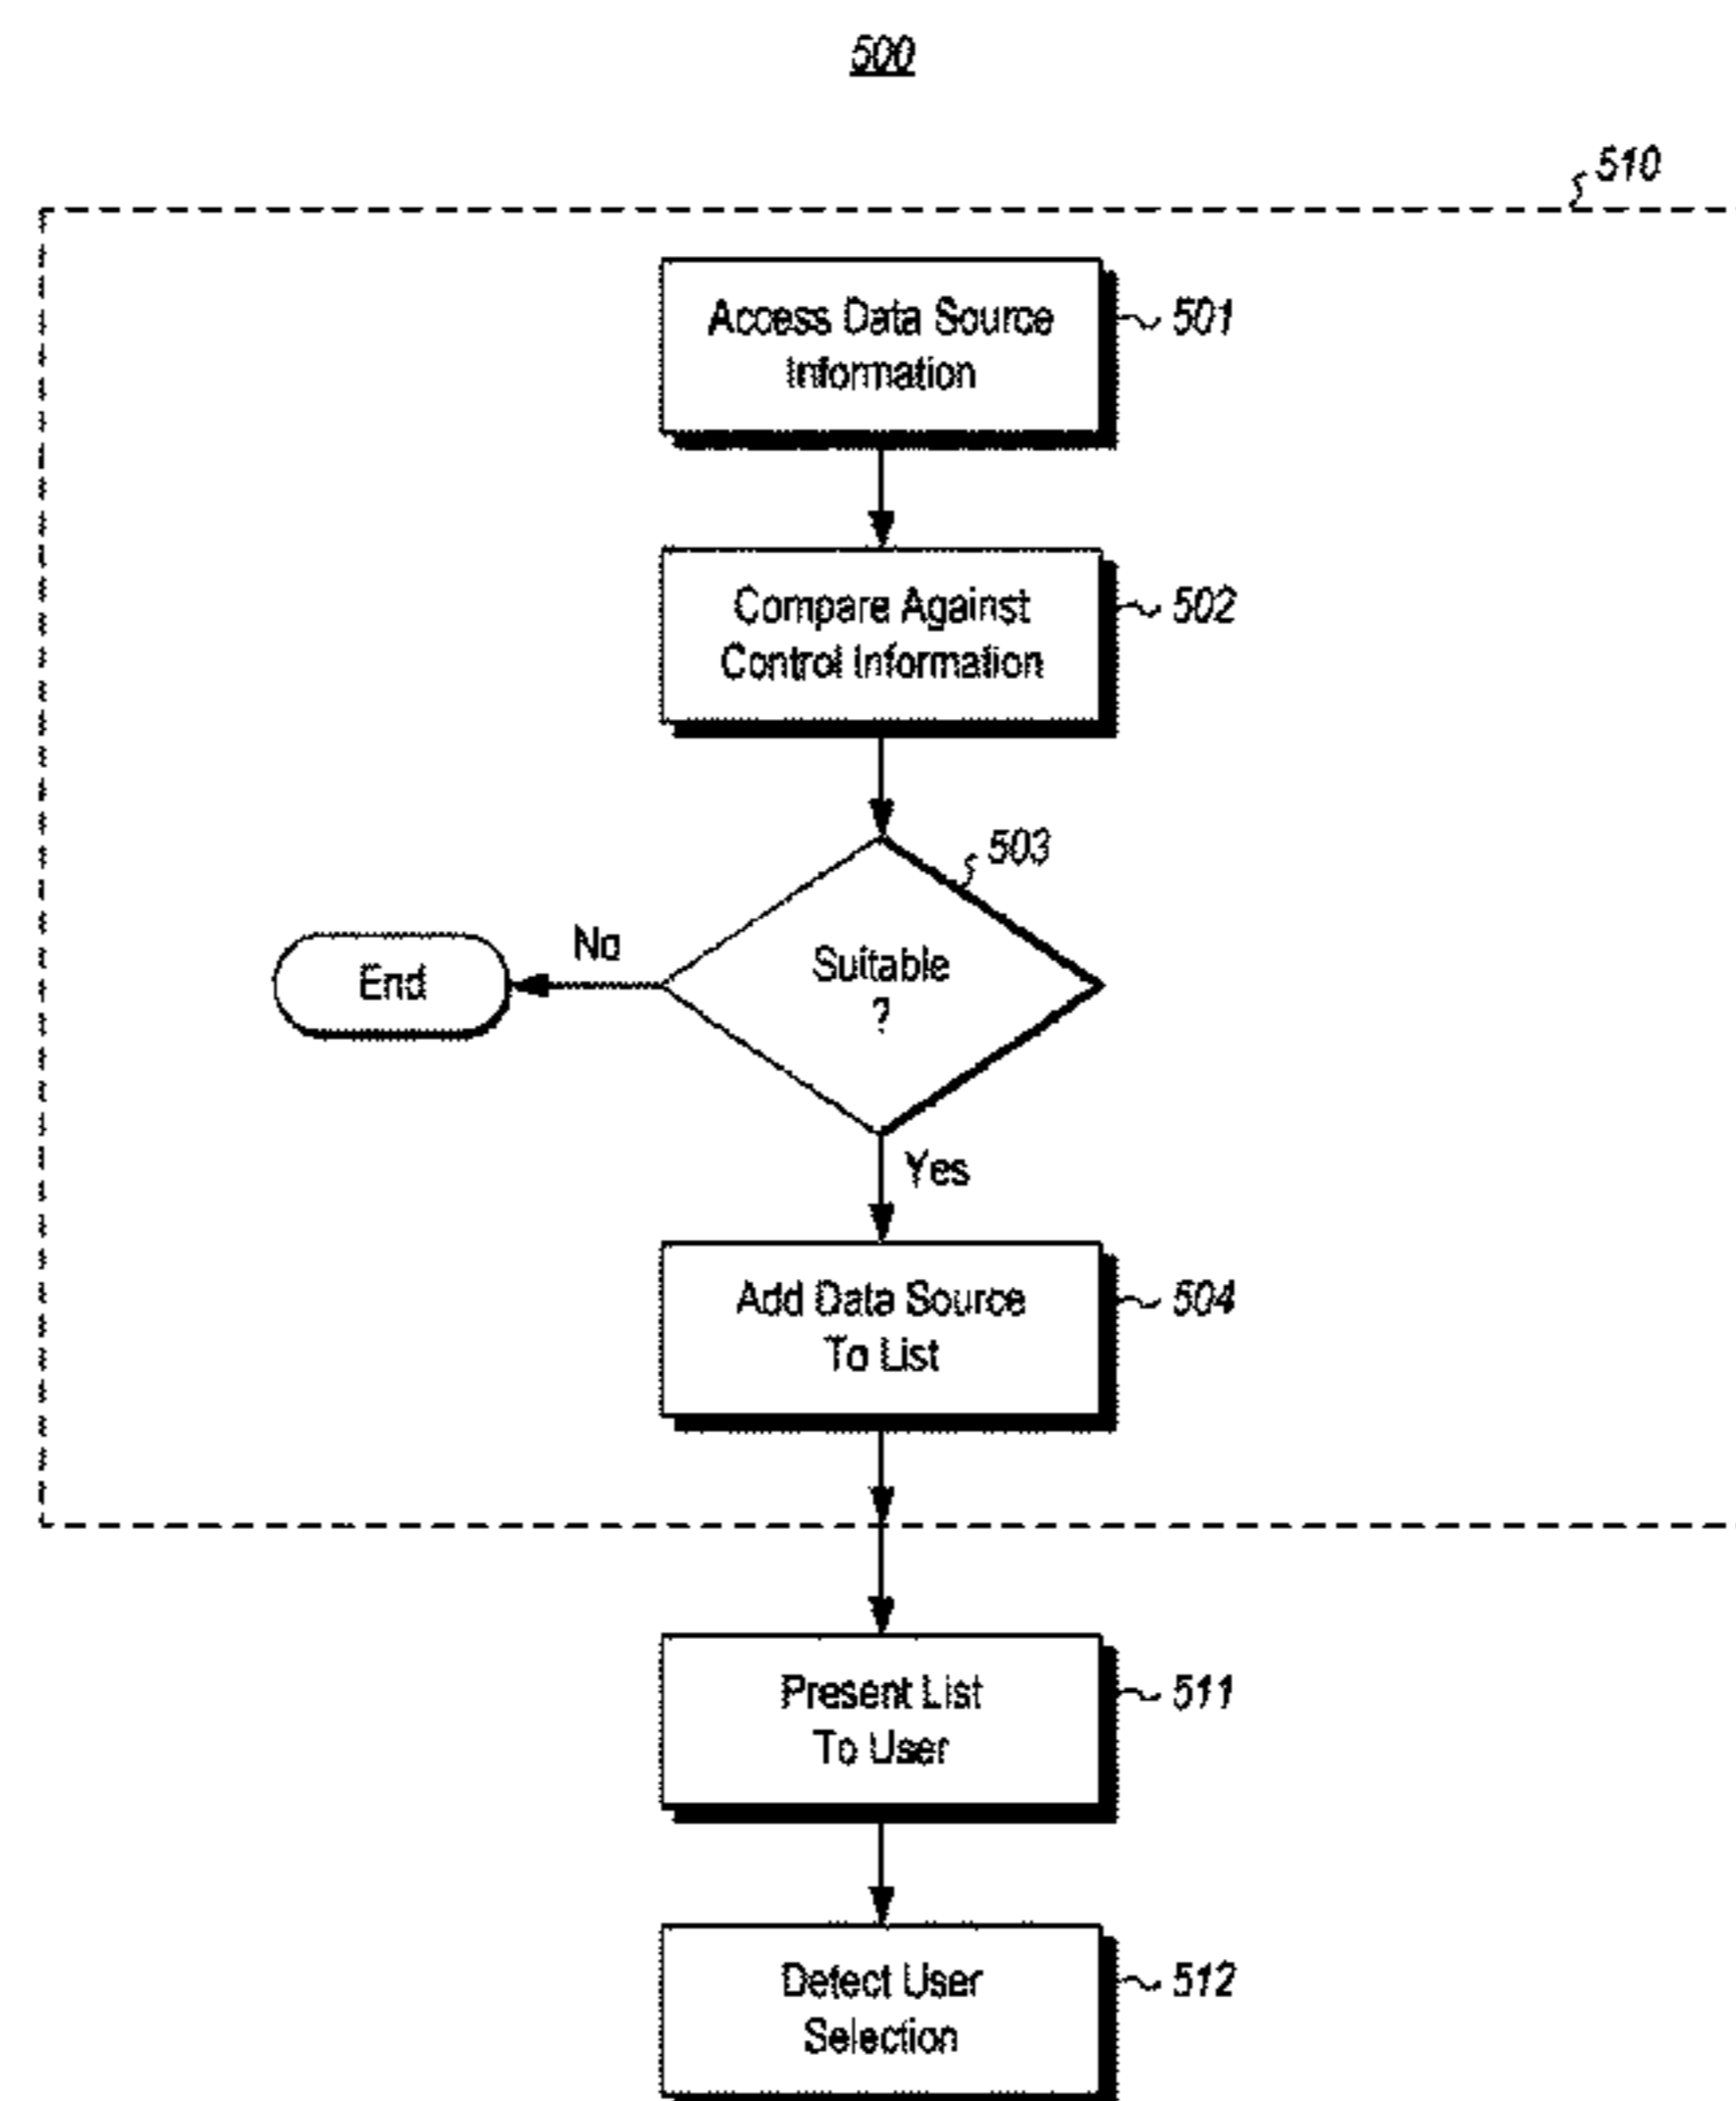 500
510
Access Data Source
Information
501
Compare Against
Control Information
502
503
Suitable
?
No
End
Yes
Add Data Source
To List
504
Present List
To User
511
Detect User
Selection
512